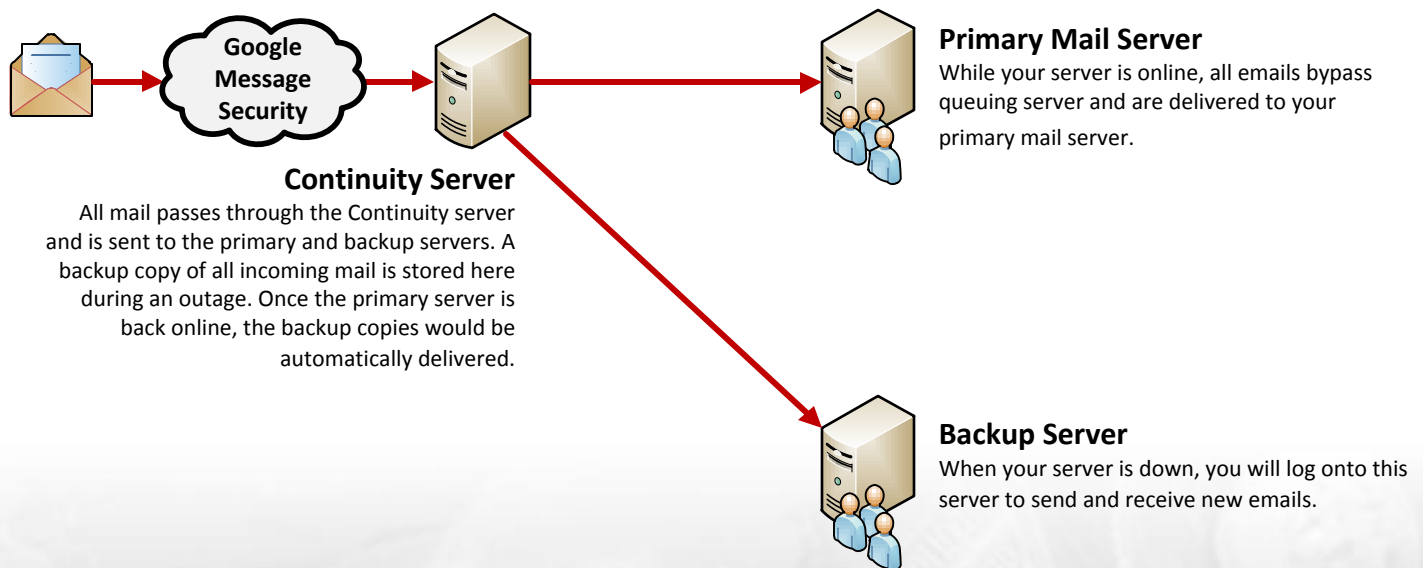 Google
Message
Security
Primary Mail Server
While your server is online, all emails bypass
queuing server and are delivered to your
primary mail server.
Continuity Server
All mail passes through the Continuity server
and is sent to the primary and backup servers. A
backup copy of all incoming mail is stored here
during an outage. Once the primary server is
back online, the backup copies would be
automatically delivered.
Backup Server
When your server is down, you will log onto this
server to send and receive new emails.